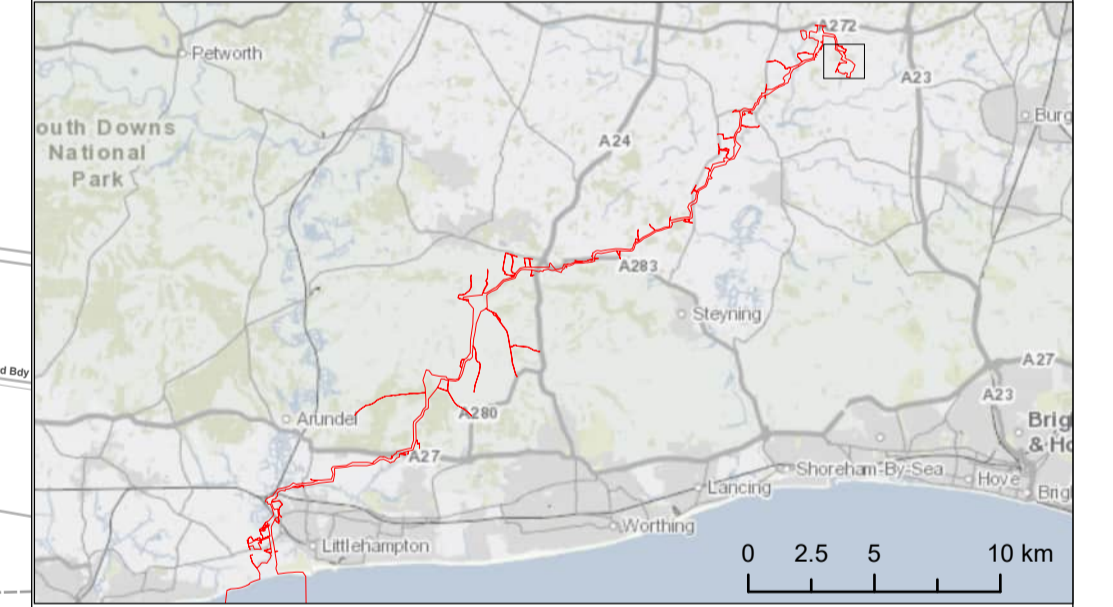 A272
Petworth
A23
Burg
outh Downs
National
Park
A24
A283
Steyning
d Bdy
A27
A23
Arundel
A280
Brig
& Ho
A27
Shoreham-By-Sea
Hove
Lancing
Brig
Worthing
Littlehampton
0 2.5 5 10 km